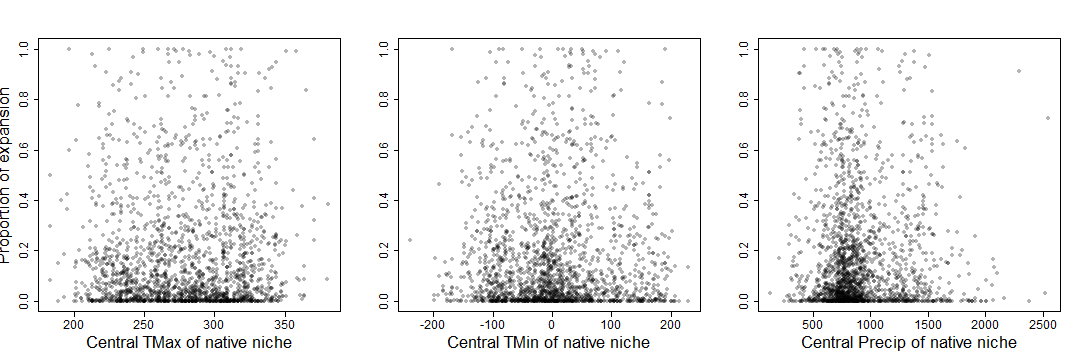 Proportion of expansion
0.0 0.2 0.4 0.6 0.8 1.0
200 250 300 350
Central TMax of native niche
0.0 0.2 0.4 0.6 0.8 1.0
-200 -100 0 100 200
Central TMin of native niche
0.0 0.2 0.4 0.6 0.8 1.0
500 1000 1500 2000 2500
Central Precip of native niche